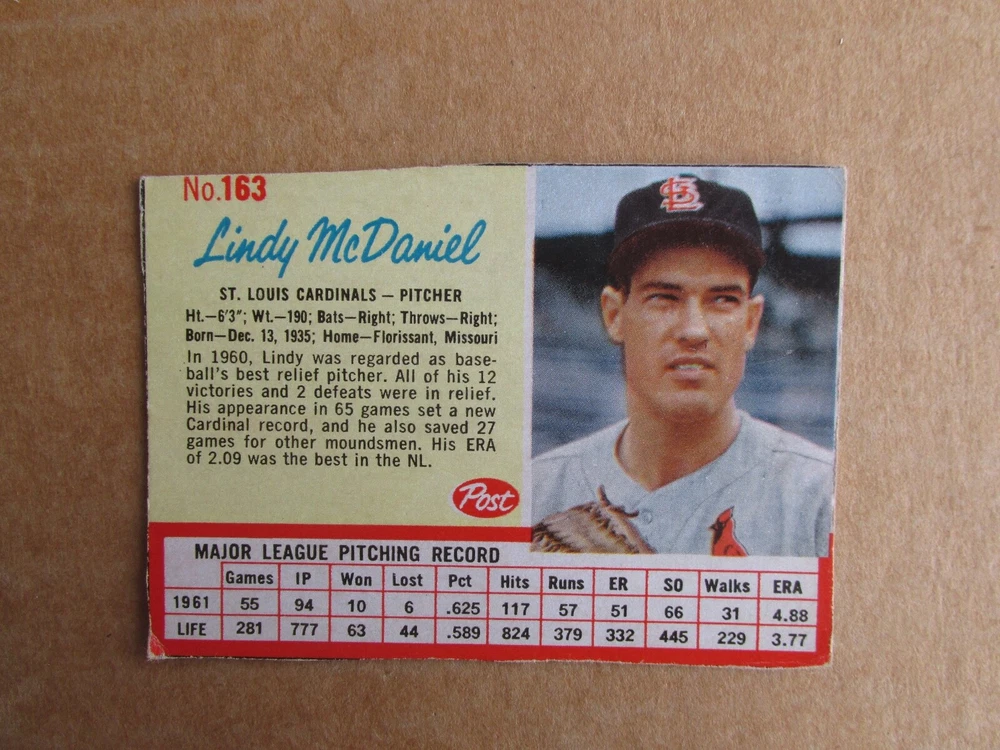 No.163
Lindy McDaniel
ST. LOUIS CARDINALS — PITCHER
Ht.—6'3"; Wt.—190; Bats—Right; Throws—Right;
Born—Dec. 13, 1935; Home—Florissant, Missouri
In 1960, Lindy was regarded as base-
ball's best relief pitcher. All of his 12
victories and 2 defeats were in relief.
His appearance in 65 games set a new
Cardinal record, and he also saved 27
games for other moundsmen. His ERA
of 2.09 was the best in the NL.
Post
StL
MAJOR LEAGUE PITCHING RECORD
Games IP Won Lost Pct Hits Runs ER SO Walks ERA
1961 55 94 10 6 .625 117 57 51 66 31 4.88
LIFE 281 777 63 44 .589 824 379 332 445 229 3.77